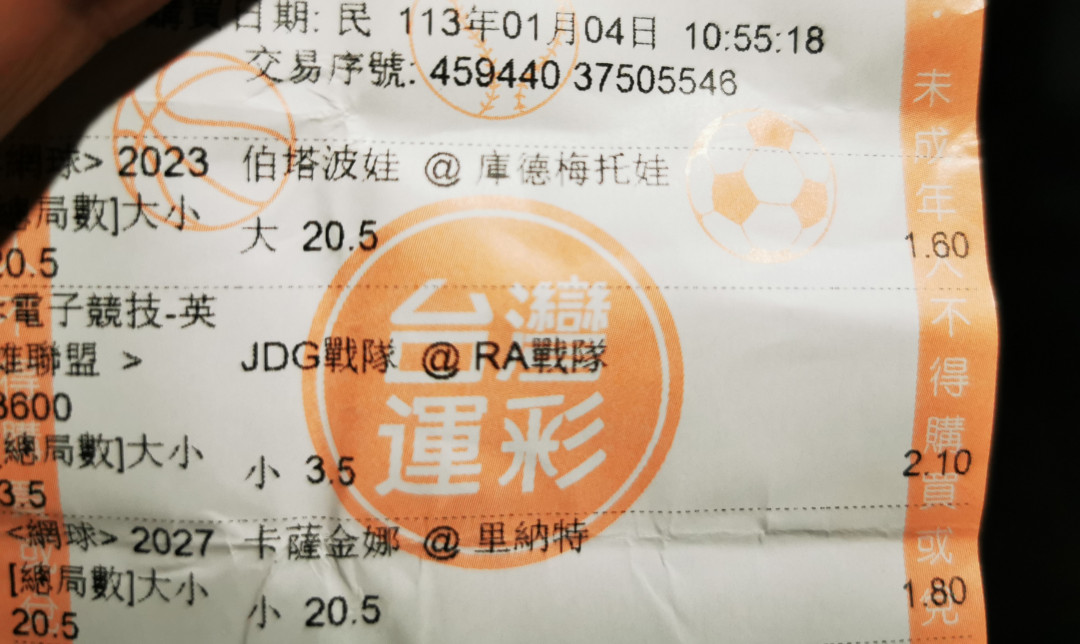 購買日期: 民 113年01月04日 10:55:18
交易序號: 459440 37505546
網球> 2023 伯塔波娃 @ 庫德梅托娃
總局數]大小 大 20.5 1.60
20.5
電子競技-英
雄聯盟 > JDG戰隊 @ RA戰隊
3600
[總局數]大小 小 3.5 2.10
3.5
<網球> 2027 卡薩金娜 @ 里納特
[總局數]大小 小 20.5 1.80
20.5
台灣
運彩
未成年人不得購買或兌